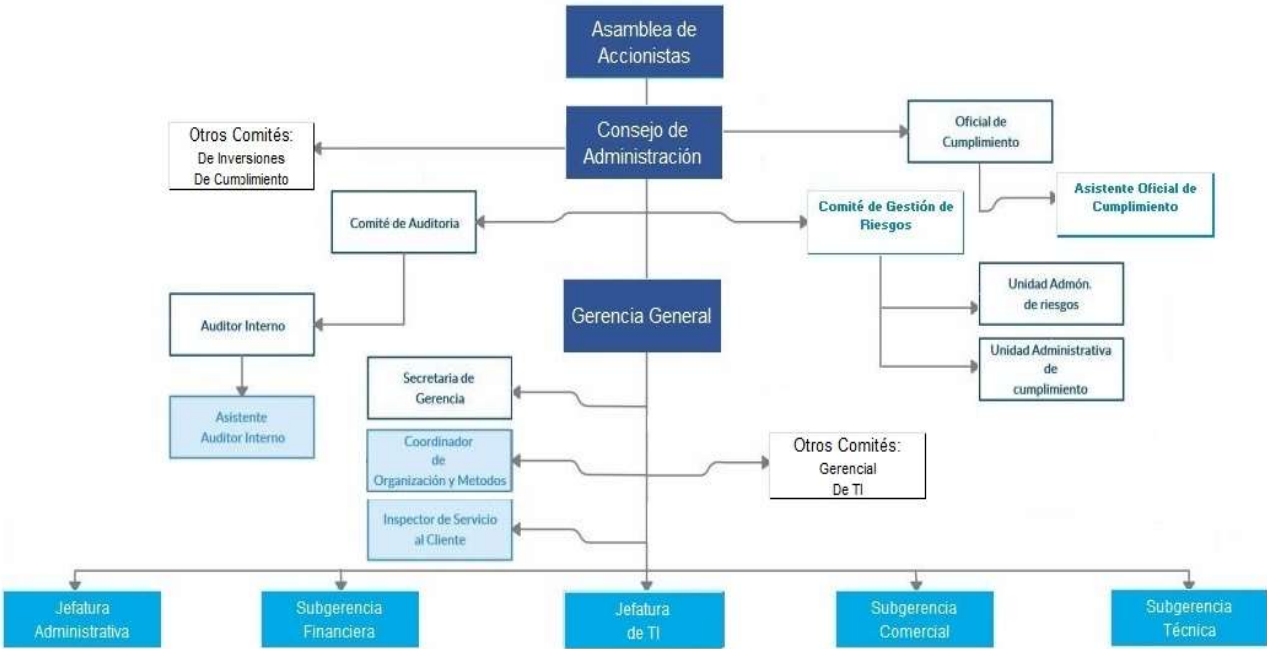 Asamblea de
Accionistas
Consejo de
Administración
Oficial de
Cumplimiento
Otros Comités:
De Inversiones
De Cumplimiento
Asistente Oficial de
Cumplimiento
Comité de Auditoria
Comité de Gestión de
Riesgos
Gerencia General
Unidad Admón.
de riesgos
Auditor Interno
Unidad Administrativa
de
cumplimiento
Secretaria de
Gerencia
Asistente
Auditor Interno
Coordinador
de
Organización y Metodos
Otros Comités:
Gerencial
De TI
Inspector de Servicio
al Cliente
Jefatura
Administrativa
Subgerencia
Financiera
Jefatura
de TI
Subgerencia
Comercial
Subgerencia
Técnica